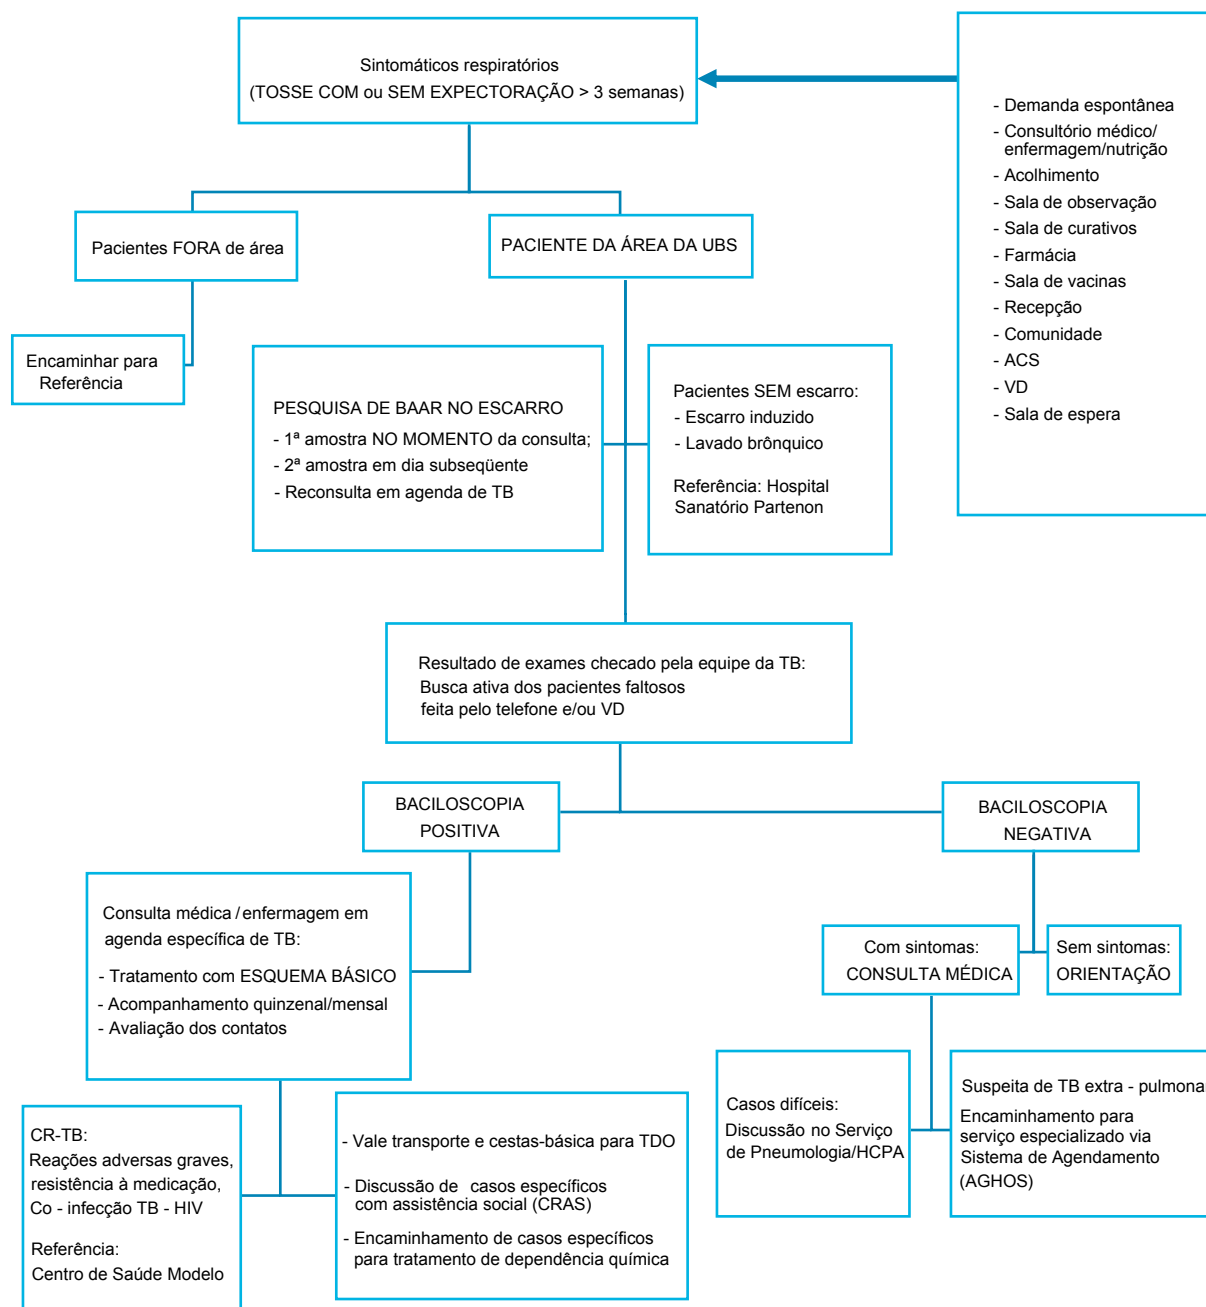 Sintomáticos respiratórios
(TOSSE COM ou SEM EXPECTORAÇÃO > 3 semanas)
- Demanda espontânea
- Consultório médico/
enfermagem/nutrição
- Acolhimento
- Sala de observação
- Sala de curativos
- Farmácia
- Sala de vacinas
- Recepção
- Comunidade
- ACS
- VD
- Sala de espera
Pacientes FORA de área
PACIENTE DA ÁREA DA UBS
Encaminhar para
Referência
PESQUISA DE BAAR NO ESCARRO
- 1ª amostra NO MOMENTO da consulta;
- 2ª amostra em dia subseqüente
- Reconsulta em agenda de TB
Pacientes SEM escarro:
- Escarro induzido
- Lavado brônquico
Referência: Hospital
Sanatório Partenon
Resultado de exames checado pela equipe da TB:
Busca ativa dos pacientes faltosos
feita pelo telefone e/ou VD
BACILOSCOPIA
POSITIVA
BACILOSCOPIA
NEGATIVA
Consulta médica / enfermagem em
agenda específica de TB:
- Tratamento com ESQUEMA BÁSICO
- Acompanhamento quinzenal/mensal
- Avaliação dos contatos
Com sintomas:
CONSULTA MÉDICA
Sem sintomas:
ORIENTAÇÃO
CR-TB:
Reações adversas graves,
resistência à medicação,
Co - infecção TB - HIV
Referência:
Centro de Saúde Modelo
- Vale transporte e cestas-básica para TDO
- Discussão de casos específicos
com assistência social (CRAS)
- Encaminhamento de casos específicos
para tratamento de dependência química
Casos difíceis:
Discussão no Serviço
de Pneumologia/HCPA
Suspeita de TB extra - pulmonar
Encaminhamento para
serviço especializado via
Sistema de Agendamento
(AGHOS)